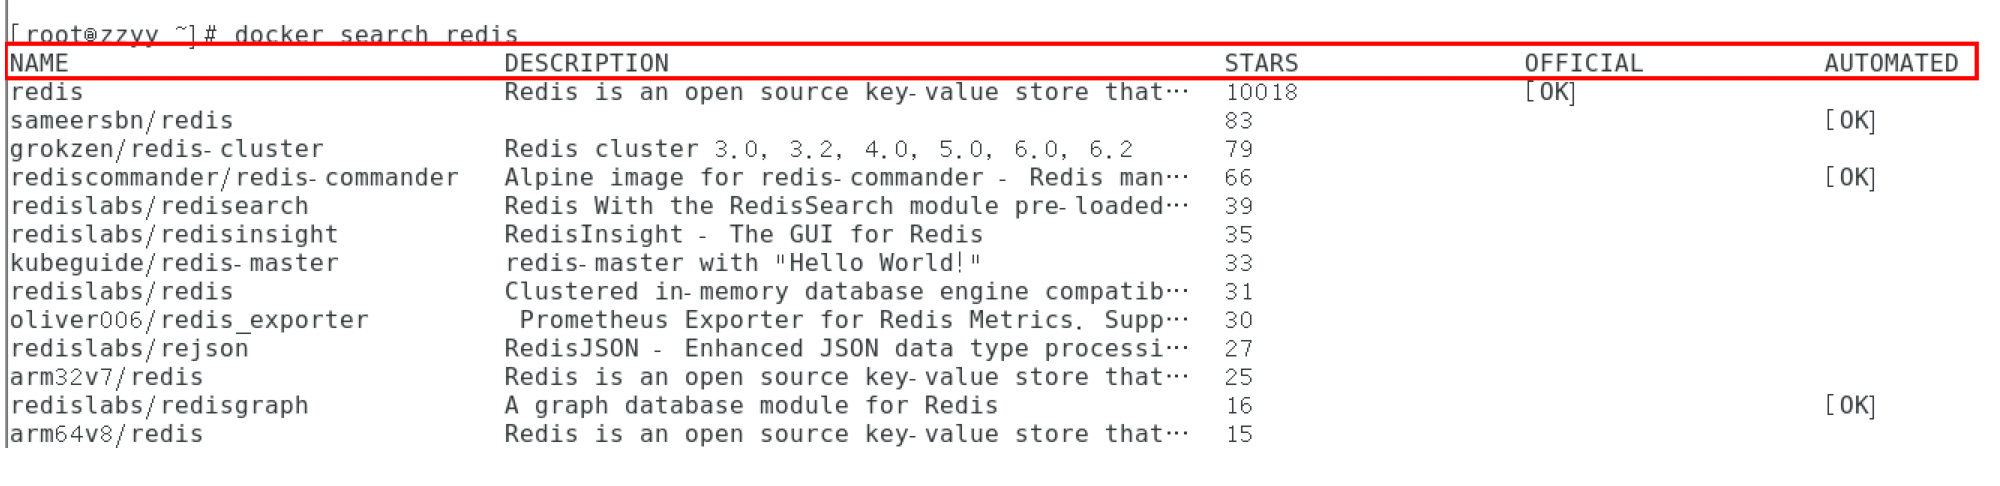 [root@zzyy ~]# docker search redis
NAME DESCRIPTION STARS OFFICIAL AUTOMATED
redis Redis is an open source key-value store that… 10018 [OK]
sameersbn/redis 83 [OK]
grokzen/redis-cluster Redis cluster 3.0, 3.2, 4.0, 5.0, 6.0, 6.2 79
rediscommander/redis-commander Alpine image for redis-commander - Redis man… 66 [OK]
redislabs/redisearch Redis With the RedisSearch module pre-loaded… 39
redislabs/redisinsight RedisInsight - The GUI for Redis 35
kubeguide/redis-master redis-master with "Hello World!" 33
redislabs/redis Clustered in-memory database engine compatib… 31
oliver006/redis_exporter Prometheus Exporter for Redis Metrics. Supp… 30
redislabs/rejson RedisJSON - Enhanced JSON data type processi… 27
arm32v7/redis Redis is an open source key-value store that… 25
redislabs/redisgraph A graph database module for Redis 16 [OK]
arm64v8/redis Redis is an open source key-value store that… 15